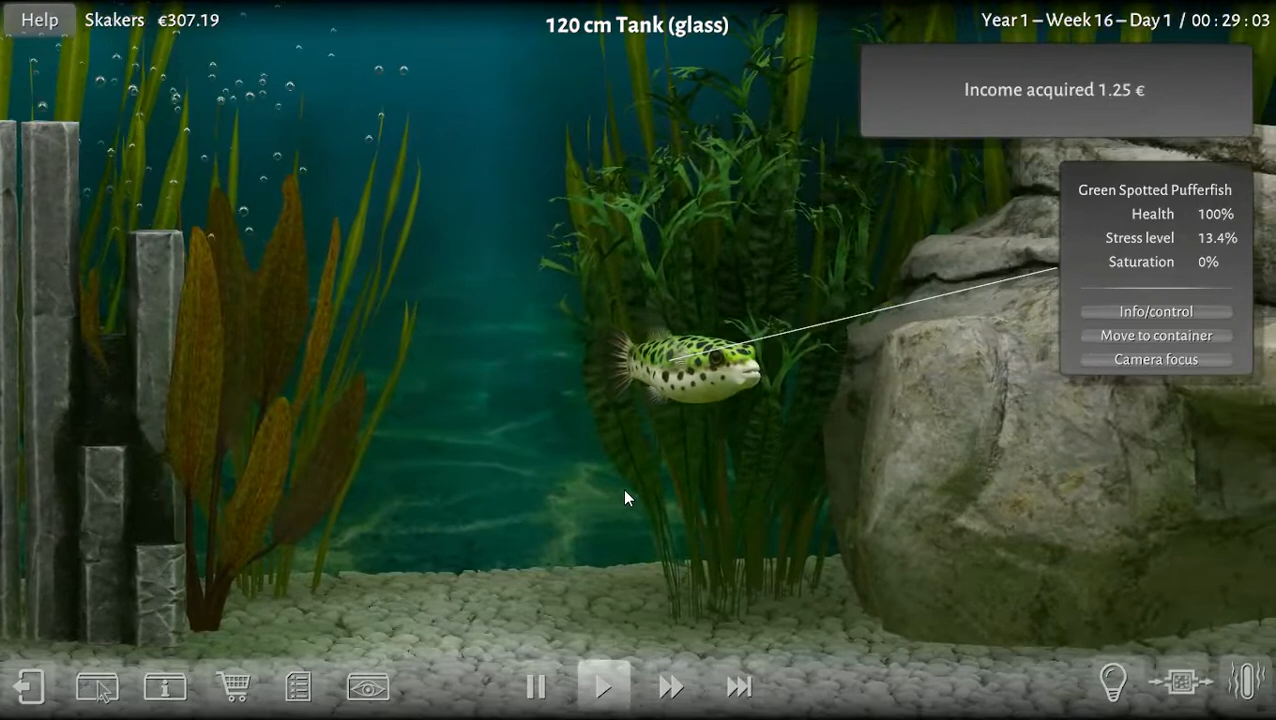 Help Skakers €307.19
120 cm Tank (glass)
Year 1 – Week 16 – Day 1 / 00 : 29 : 03
Income acquired 1.25 €
Green Spotted Pufferfish
Health 100%
Stress level 13.4%
Saturation 0%
Info/control
Move to container
Camera focus